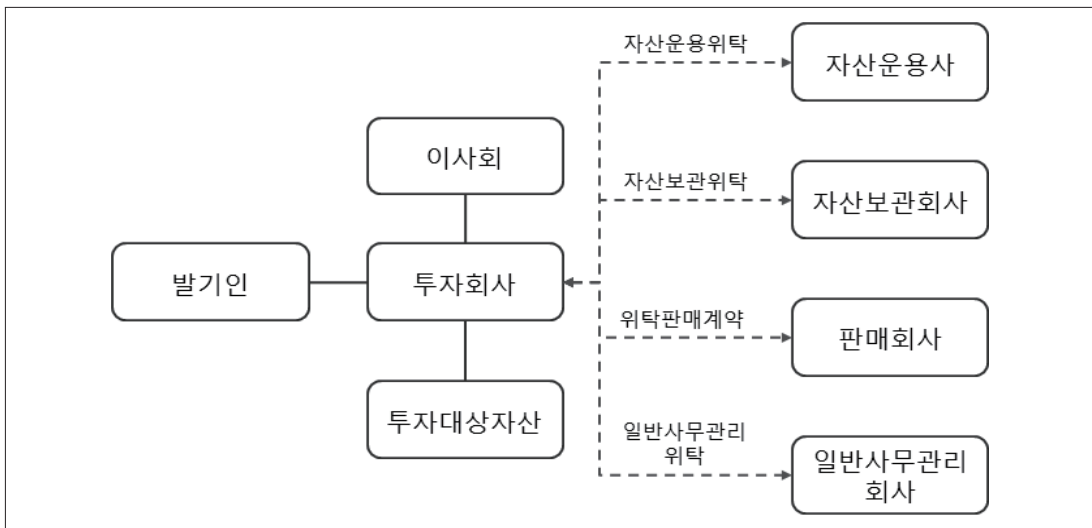 자산운용위탁
자산운용사
이사회
자산보관위탁
자산보관회사
발기인
투자회사
위탁판매계약
판매회사
투자대상자산
일반사무관리
위탁
일반사무관리
회사